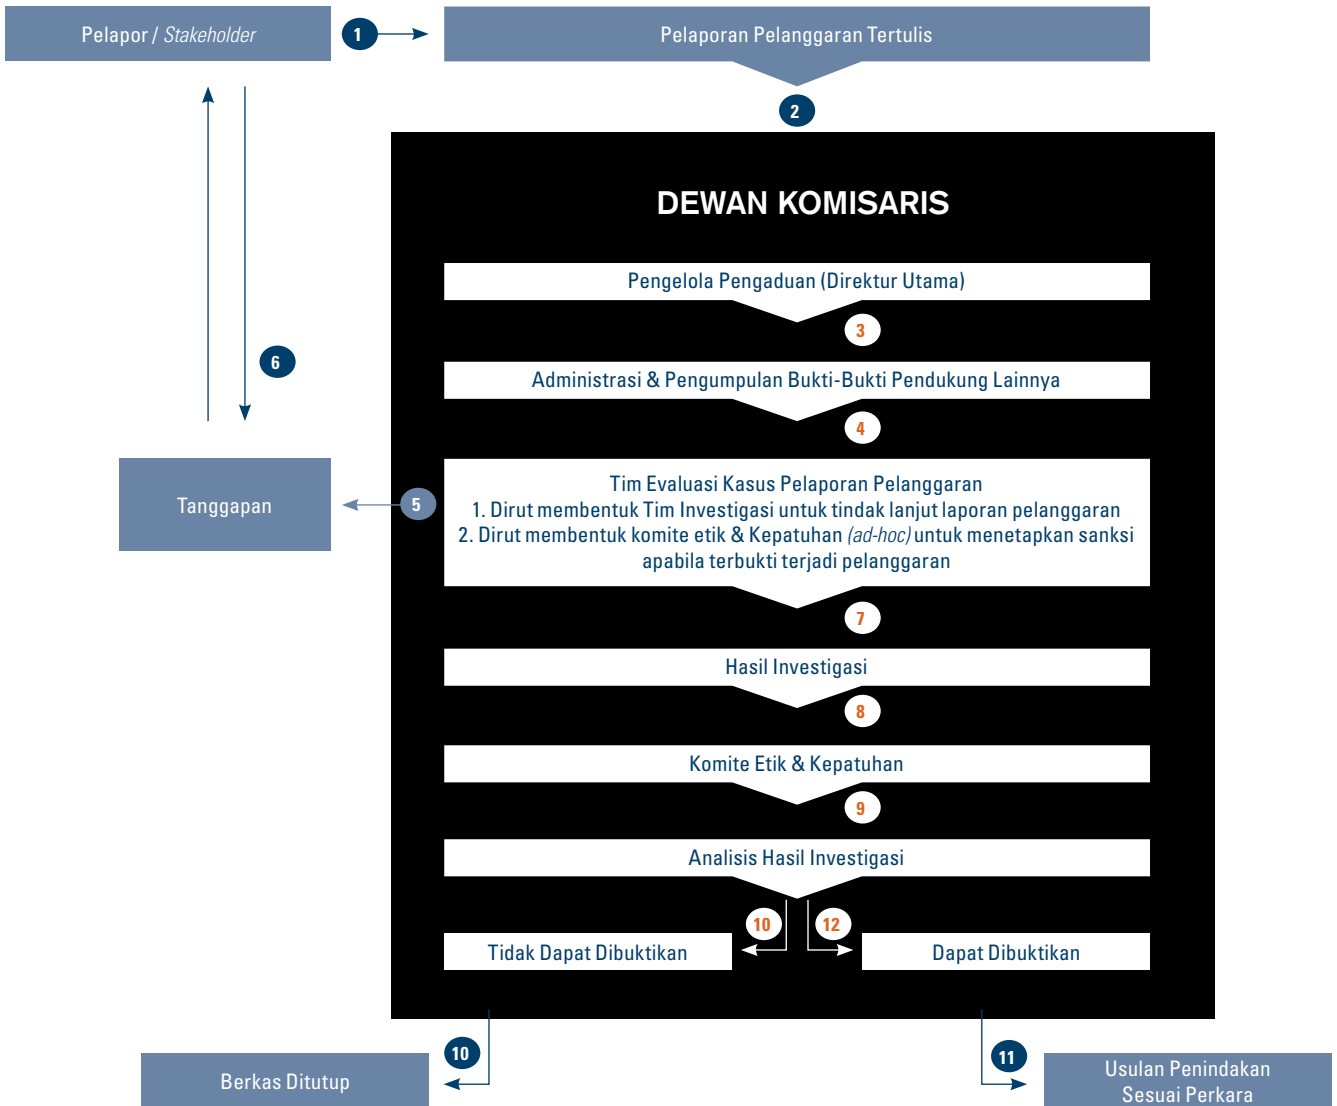 Pelapor / Stakeholder
1
Pelaporan Pelanggaran Tertulis
2
DEWAN KOMISARIS
Pengelola Pengaduan (Direktur Utama)
3
6
Administrasi & Pengumpulan Bukti-Bukti Pendukung Lainnya
4
Tanggapan
5
Tim Evaluasi Kasus Pelaporan Pelanggaran
1. Dirut membentuk Tim Investigasi untuk tindak lanjut laporan pelanggaran
2. Dirut membentuk komite etik & Kepatuhan (ad-hoc) untuk menetapkan sanksi
apabila terbukti terjadi pelanggaran
7
Hasil Investigasi
8
Komite Etik & Kepatuhan
9
Analisis Hasil Investigasi
10
12
Tidak Dapat Dibuktikan
Dapat Dibuktikan
10
11
Berkas Ditutup
Usulan Penindakan
Sesuai Perkara